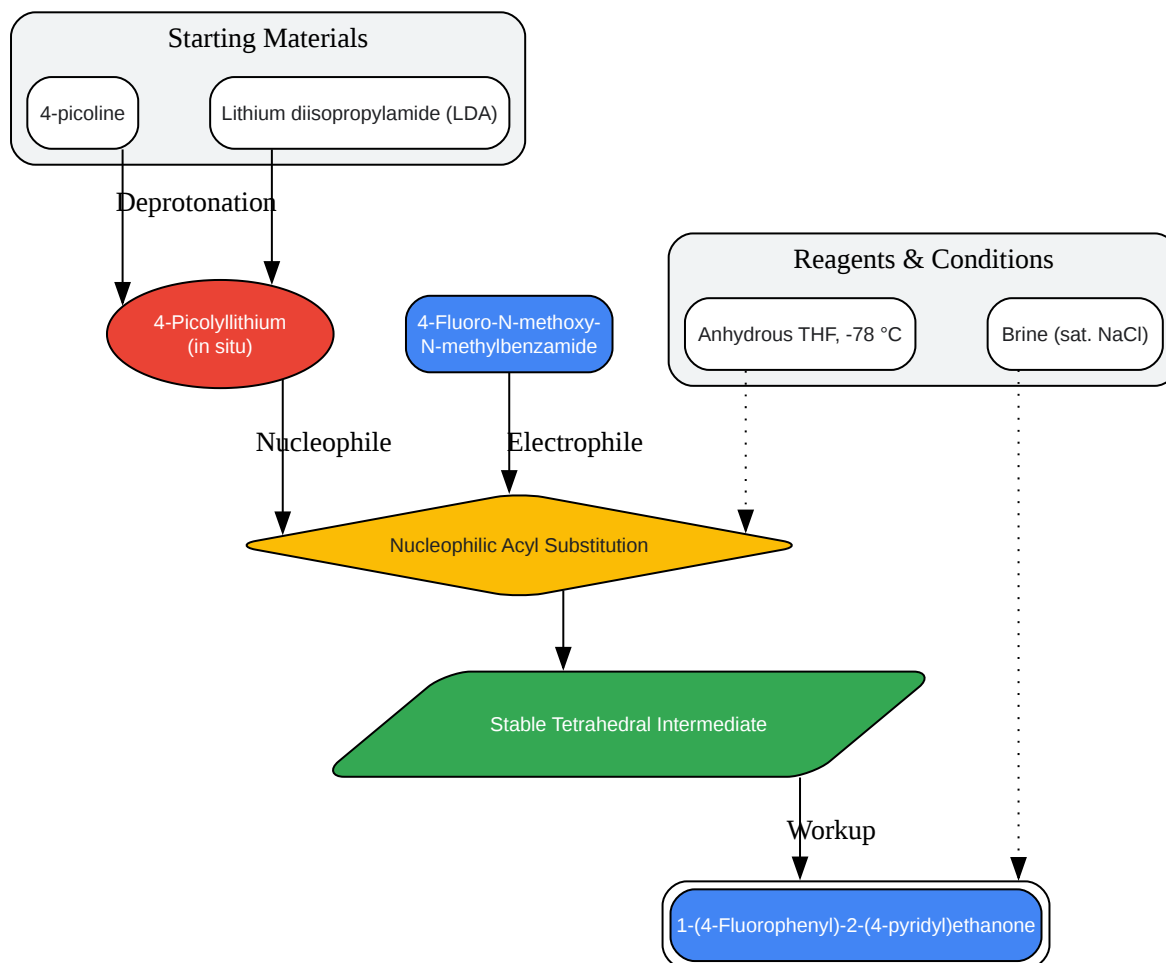 Starting Materials
4-picoline
Lithium diisopropylamide (LDA)
Deprotonation
Reagents & Conditions
4-Picolyllithium
(in situ)
4-Fluoro-N-methoxy-
N-methylbenzamide
Anhydrous THF, -78 °C
Brine (sat. NaCl)
Nucleophile
Electrophile
Nucleophilic Acyl Substitution
Stable Tetrahedral Intermediate
Workup
1-(4-Fluorophenyl)-2-(4-pyridyl)ethanone